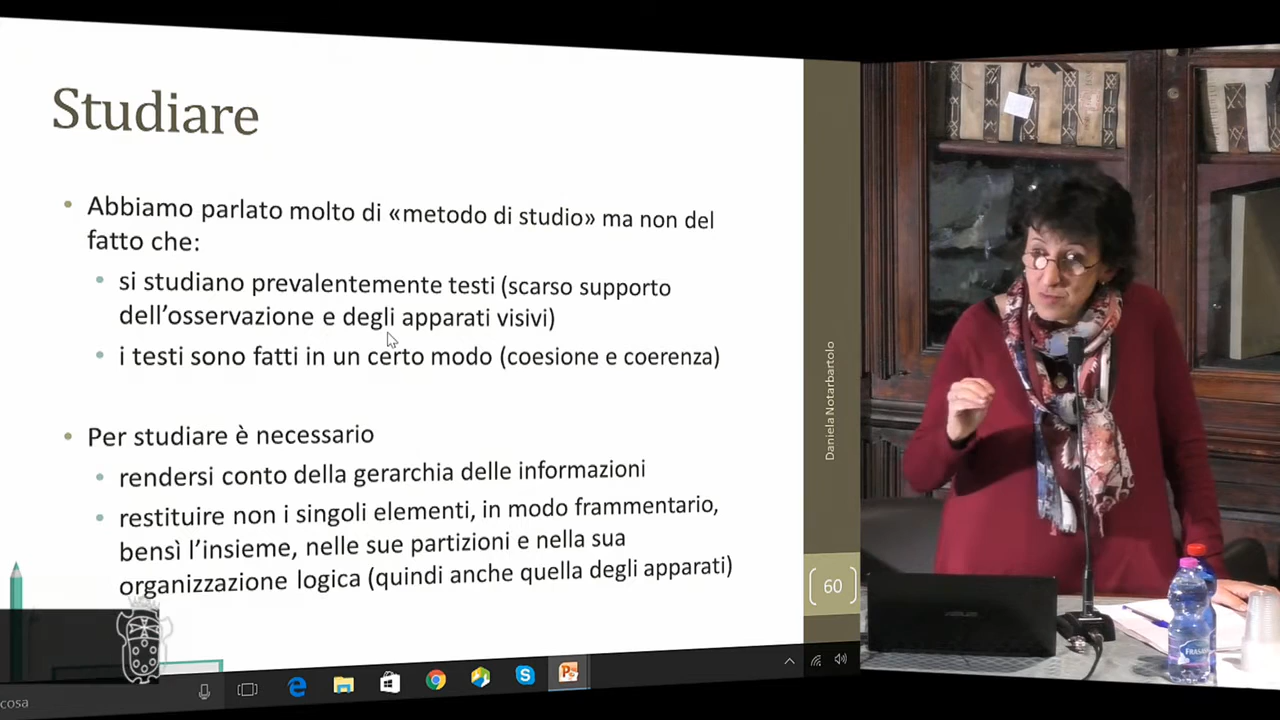 Studiare
Abbiamo parlato molto di «metodo di studio» ma non del
fatto che:
si studiano prevalentemente testi (scarso supporto
dell'osservazione e degli apparati visivi)
i testi sono fatti in un certo modo (coesione e coerenza)
Per studiare è necessario
rendersi conto della gerarchia delle informazioni
restituire non i singoli elementi, in modo frammentario,
bensì l'insieme, nelle sue partizioni e nella sua
organizzazione logica (quindi anche quella degli apparati)
Daniela Notarbartolo
60
cosa
ASUS